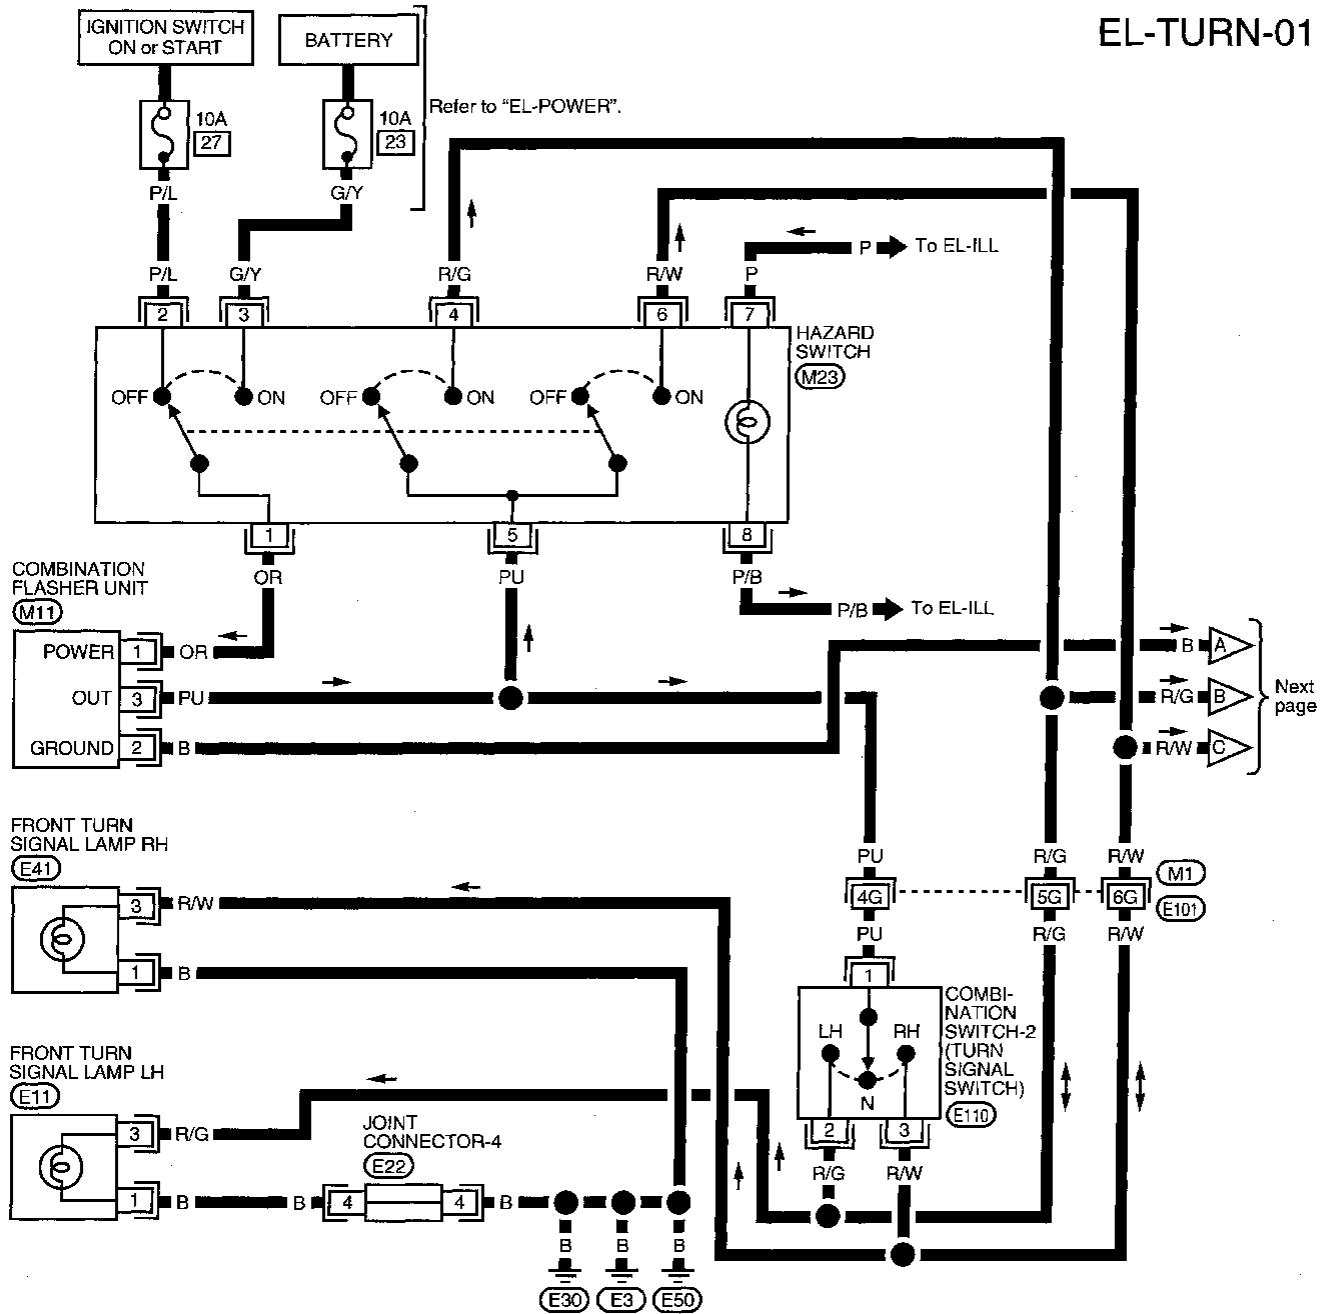 EL-TURN-01
IGNITION SWITCH
ON or START
BATTERY
Refer to "EL-POWER".
10A
27
10A
23
P/L
G/Y
P/L
G/Y
R/G
R/W
P
P
To EL-ILL
2
3
4
6
7
HAZARD
SWITCH
M23
OFF
ON
OFF
ON
OFF
ON
1
5
8
OR
PU
P/B
P/B
To EL-ILL
COMBINATION
FLASHER UNIT
M11
POWER
1
OR
OUT
3
PU
GROUND
2
B
B
A
R/G
B
R/W
C
Next
page
FRONT TURN
SIGNAL LAMP RH
E41
3
R/W
1
B
PU
R/G
R/W
M1
4G
5G
6G
E101
PU
R/G
R/W
1
COMBI-
NATION
SWITCH-2
(TURN
SIGNAL
SWITCH)
E110
LH
RH
N
2
3
R/G
R/W
FRONT TURN
SIGNAL LAMP LH
E11
3
R/G
1
B
JOINT
CONNECTOR-4
E22
B
4
4
B
B
B
B
E30
E3
E50